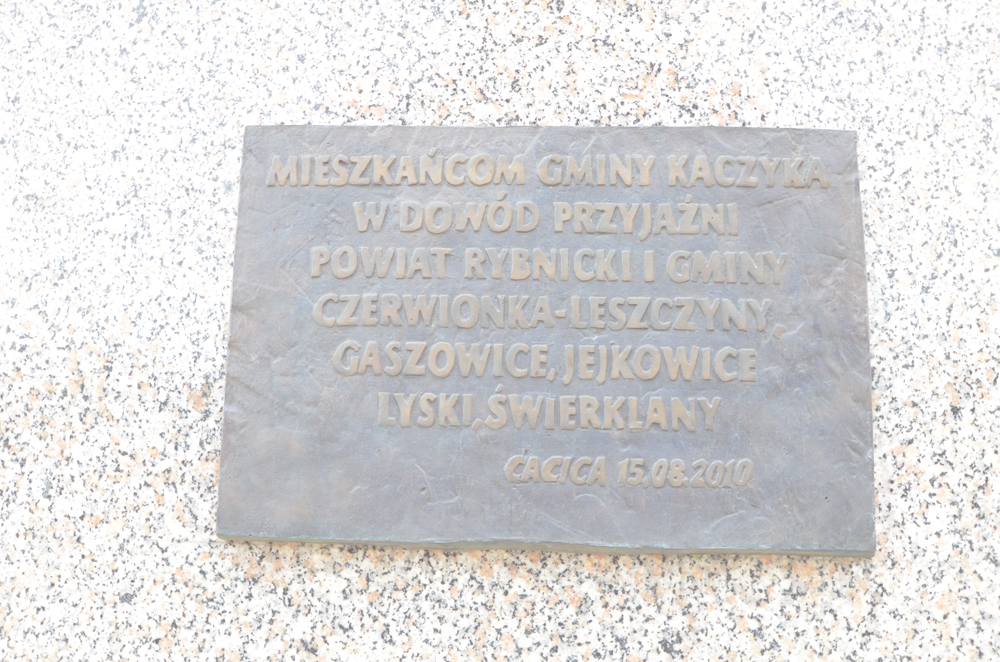 MIESZKAŃCOM GMINY KACZYKA
W DOWÓD PRZYJAŹNI
POWIAT RYBNICKI I GMINY
CZERWIONKA-LESZCZYNY,
GASZOWICE, JEJKOWICE
LYSKI, ŚWIERKLANY
CACICA 15.08.2010